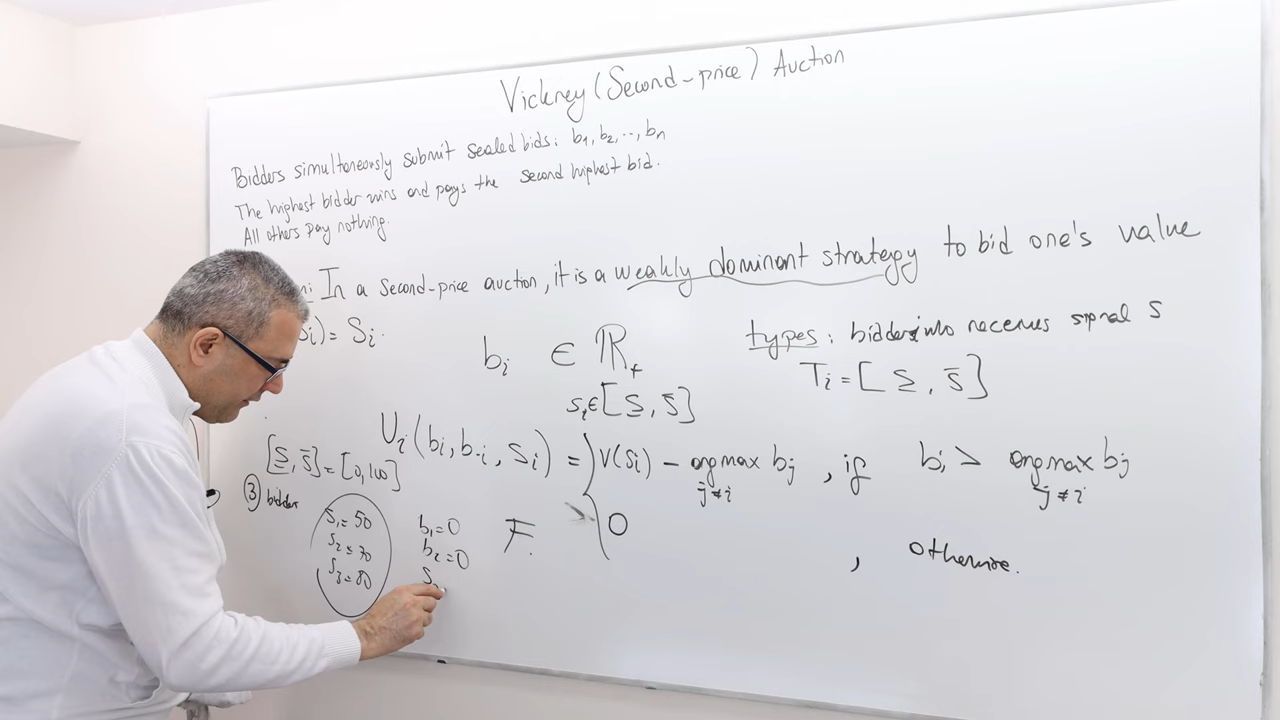 Vickrey (Second-price) Auction
Bidders simultaneously submit sealed bids: b₁, b₂, .., bₙ
The highest bidder wins and pays the second highest bid.
All others pay nothing.
In a second-price auction, it is a weakly dominant strategy to bid one's value
sᵢ) = Sᵢ.
bᵢ ∈ ℝ₊
types: bidders who receives signal s
sᵢ ∈ [s̲, s̄]
Tᵢ = [s̲, s̄]
Uᵢ(bᵢ, b₋ᵢ, sᵢ) = { V(sᵢ) - argmax bⱼ , if bᵢ > argmax bⱼ
j≠i j≠i
0 , otherwise.
[s̲, s̄] = [0,100]
③ bidder
s₁ = 50
s₂ = 70
s₃ = 80
b₁ = 0
b₂ = 0
S
F.